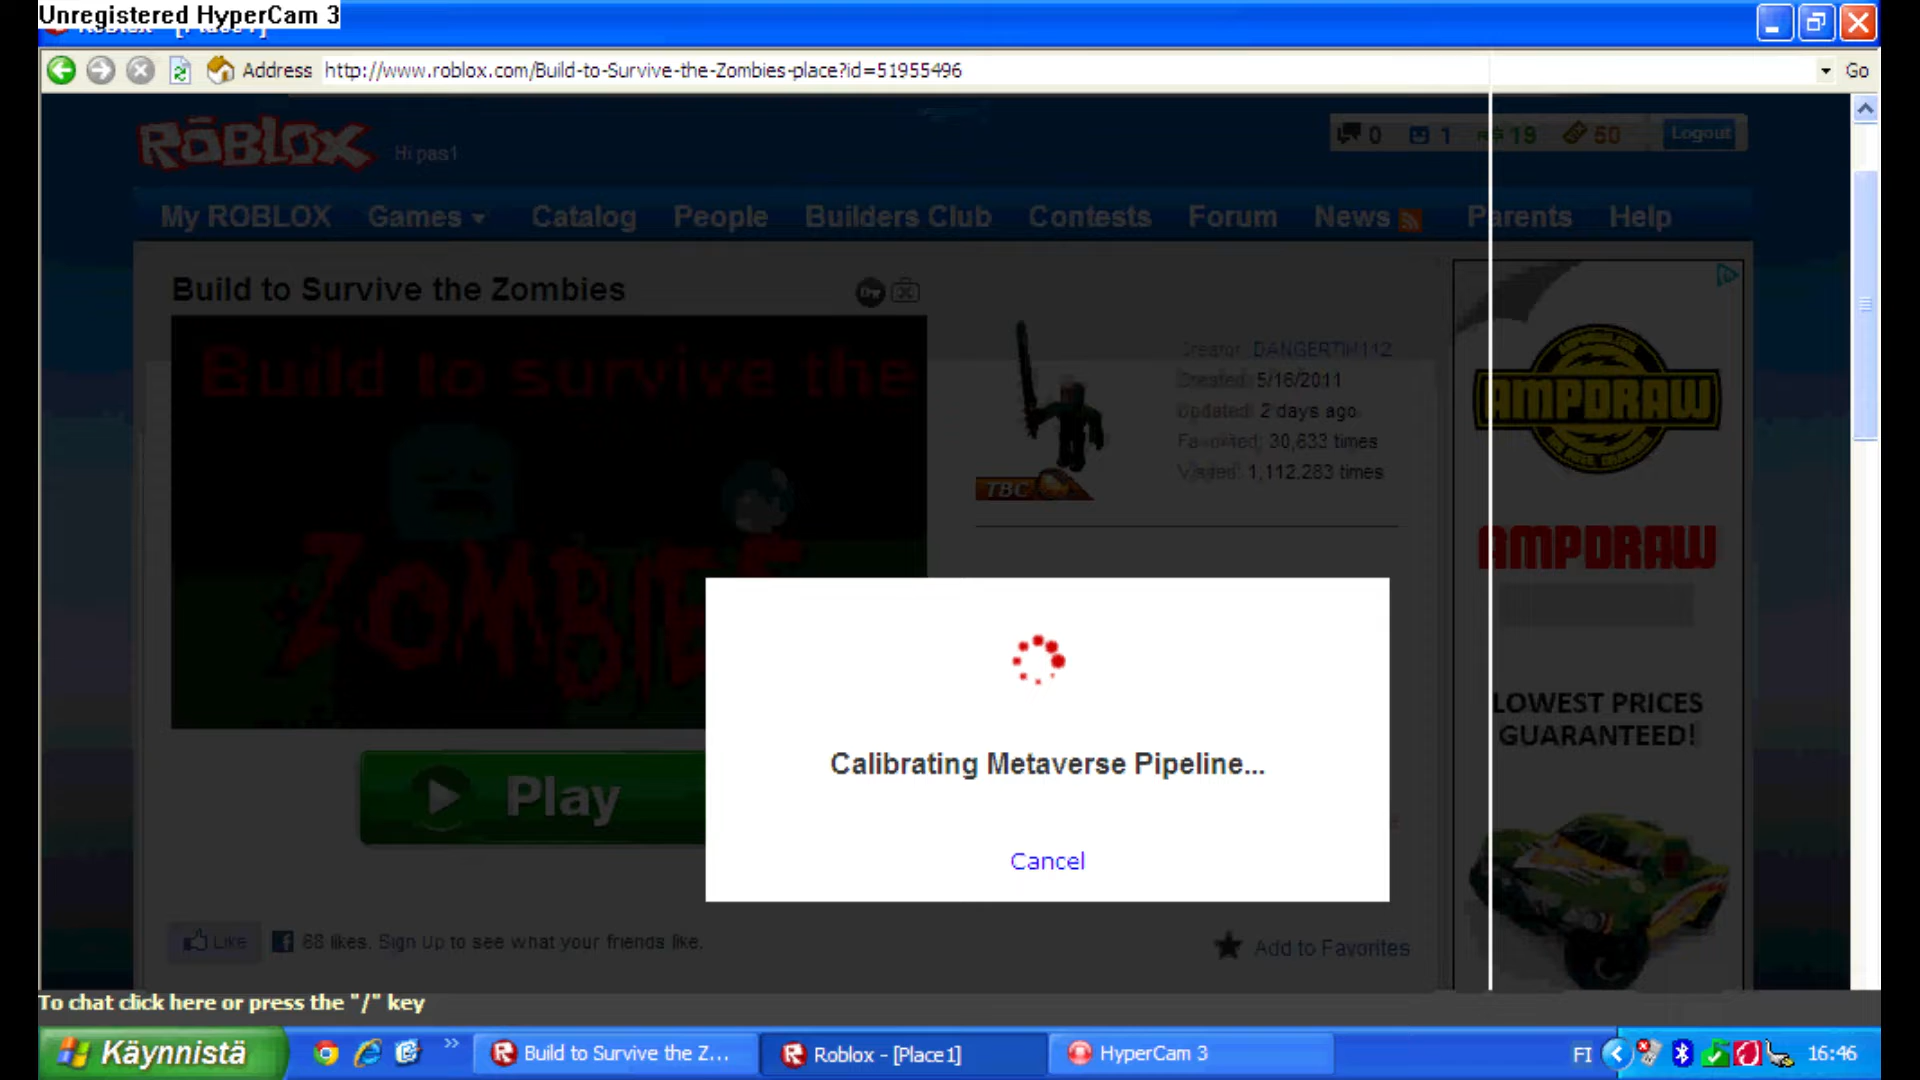 Unregistered HyperCam 3
Address http://www.roblox.com/Build-to-Survive-the-Zombies-place?id=51955496 Go
ROBLOX Hi pas1 0 1 R$ 19 50 Logout
My ROBLOX Games Catalog People Builders Club Contests Forum News Parents Help
Build to Survive the Zombies
Build to survive the
ZOMBIES
Creator: DANGERTIM112
Created: 5/16/2011
Updated: 2 days ago
Favorited: 30,633 times
Visited: 1,112,283 times
TBC
AMPDRAW
AMPDRAW
LOWEST PRICES
GUARANTEED!
Calibrating Metaverse Pipeline...
Cancel
Play
Like 68 likes. Sign Up to see what your friends like.
Add to Favorites
To chat click here or press the "/" key
Käynnistä Build to Survive the Z... Roblox - [Place1] HyperCam 3 FI 16:46